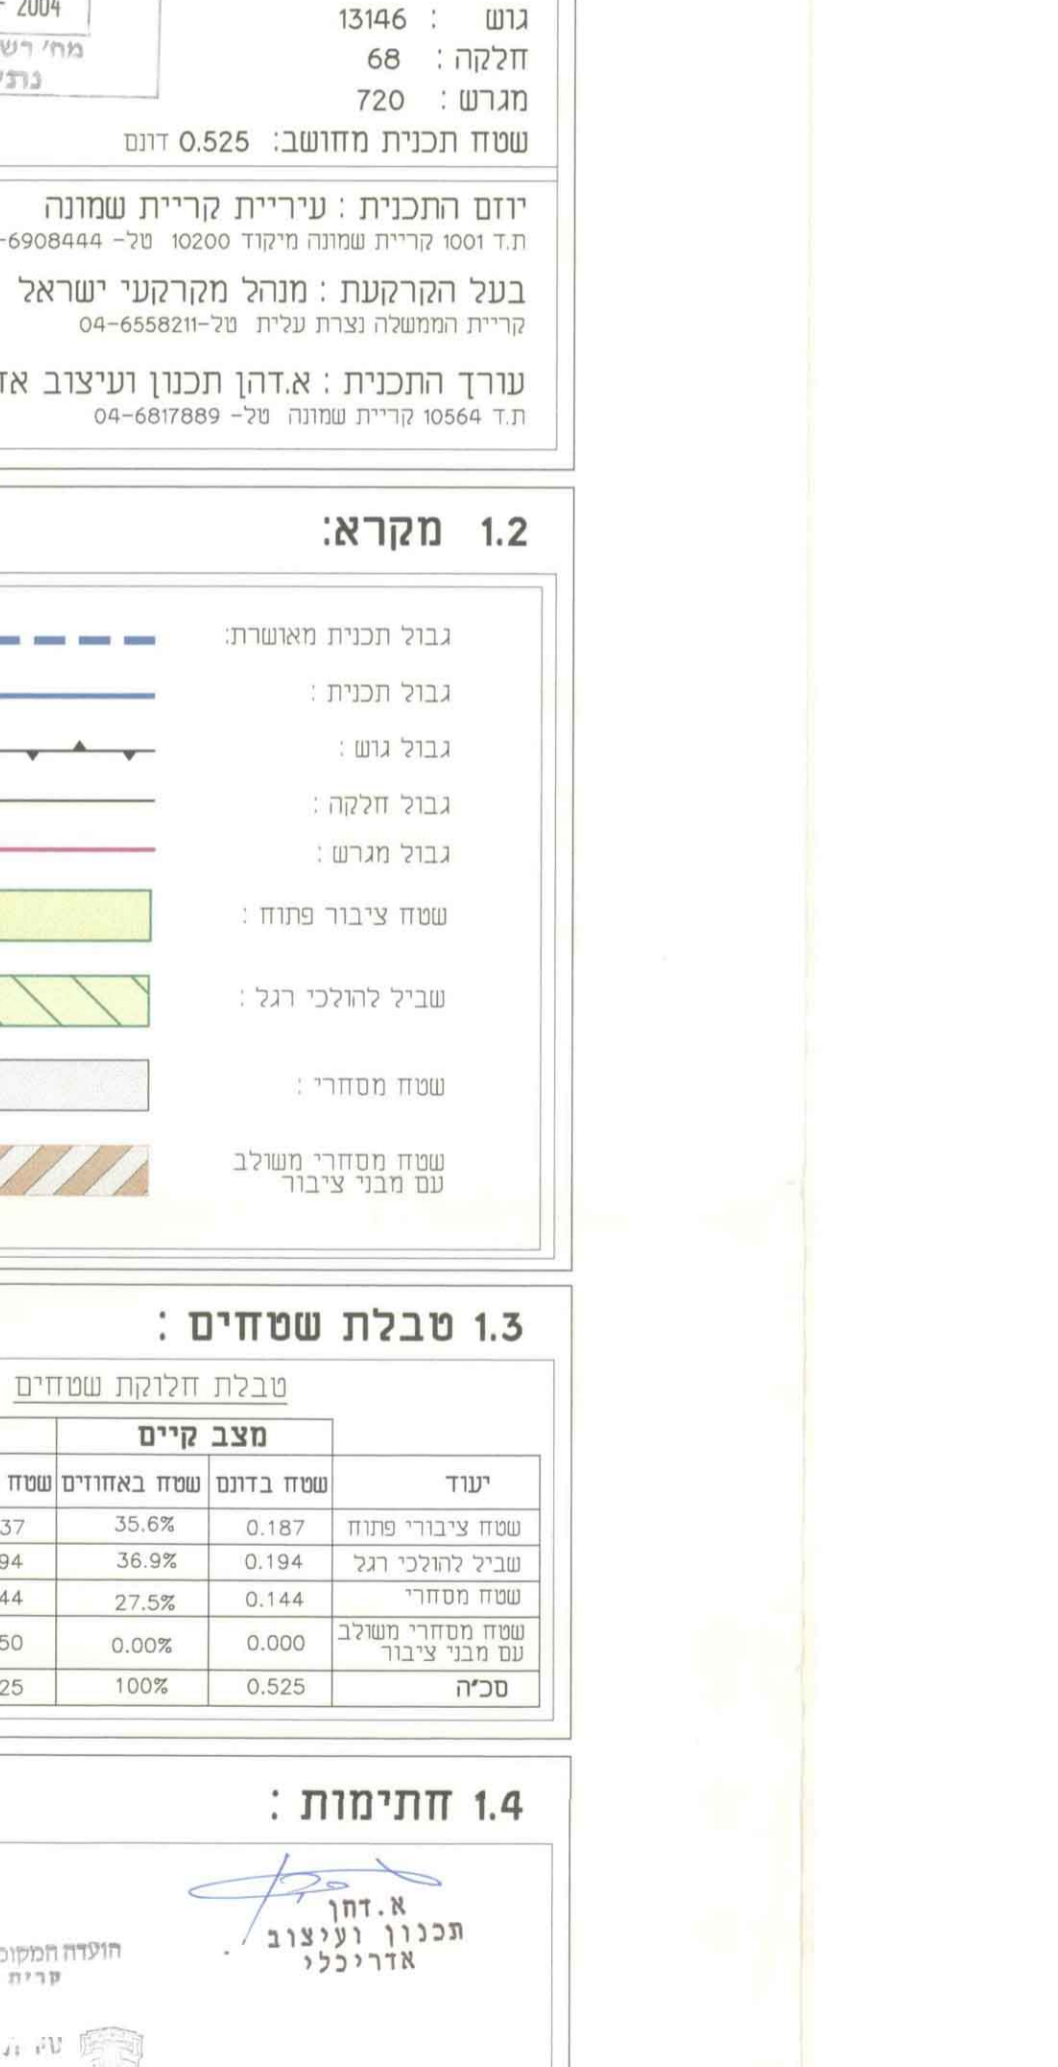 2004
גוש : 13146
חלקה : 68
מגרש : 720
שטח תכנית מחושב: 0.525 דונם
יוזם התכנית : עיריית קריית שמונה
ת.ד 1001 קריית שמונה מיקוד 10200 טל- 6908444-
בעל הקרקעת : מנהל מקרקעי ישראל
קריית הממשלה נצרת עלית טל-04-6558211
עורך התכנית : א.דהן תכנון ועיצוב
ת.ד 10564 קריית שמונה טל- 04-6817889
1.2 מקרא:
גבול תכנית מאושרת:
גבול תכנית :
גבול גוש :
גבול חלקה :
גבול מגרש :
שטח ציבור פתוח :
שביל להולכי רגל :
שטח מסחרי :
שטח מסחרי משולב
עם מבני ציבור
1.3 טבלת שטחים :
טבלת חלוקת שטחים
מצב קיים
יעוד שטח בדונם שטח באחוזים שטח
שטח ציבורי פתוח 0.187 35.6% 37
שביל להולכי רגל 0.194 36.9% 94
שטח מסחרי 0.144 27.5% 44
שטח מסחרי משולב
עם מבני ציבור 0.000 0.00% 50
סכ״ה 0.525 100% 25
1.4 חתימות :
א.דהן
תכנון ועיצוב
אדריכלי
הועדה
קרית